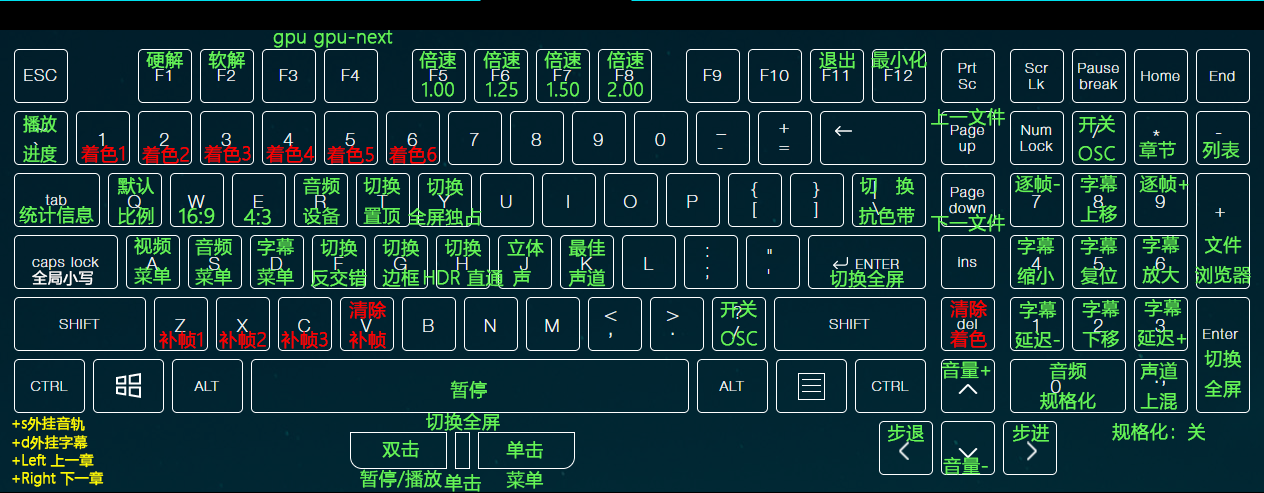 gpu gpu-next
ESC 硬解 F1 软解 F2 F3 F4 倍速 F5 1.00 倍速 F6 1.25 倍速 F7 1.50 倍速 F8 2.00 F9 F10 退出 F11 最小化 F12 Prt Sc Scr Lk Pause break Home End
播放 ` 进度 1 着色1 2 着色2 3 着色3 4 着色4 5 着色5 6 着色6 7 8 9 0 _ - + = ← 上一文件 Page up Num Lock 开关 / OSC * 章节 - 列表
tab 统计信息 默认 Q 比例 W 16:9 E 4:3 音频 R 设备 切换 T 置顶 切换 Y 全屏独占 U I O P { [ } ] 切 换 | \ 抗色带 Page down 下一文件 逐帧- 7 字幕 8 上移 逐帧+ 9 +
caps lock 全局小写 视频 A 菜单 音频 S 菜单 字幕 D 菜单 切换 F 反交错 切换 G 边框 切换 H HDR 直通 立体 J 声 最佳 K 声道 L : ; " ' ↵ ENTER 切换全屏 ins 字幕 4 缩小 字幕 5 复位 字幕 6 放大 文件 浏览器
SHIFT Z 补帧1 X 补帧2 C 补帧3 清除 V 补帧 B N M < , > . 开关 ? / OSC SHIFT 清除 del 着色 字幕 1 延迟- 字幕 2 下移 字幕 3 延迟+ Enter 切换 全屏
CTRL ALT 暂停 ALT CTRL 音量+ 音频 0 规格化 声道 . 上混
+s外挂音轨
+d外挂字幕
+Left 上一章
+Right 下一章
切换全屏
双击 单击
暂停/播放 单击 菜单
步退 < 音量- 步进 > 规格化：关